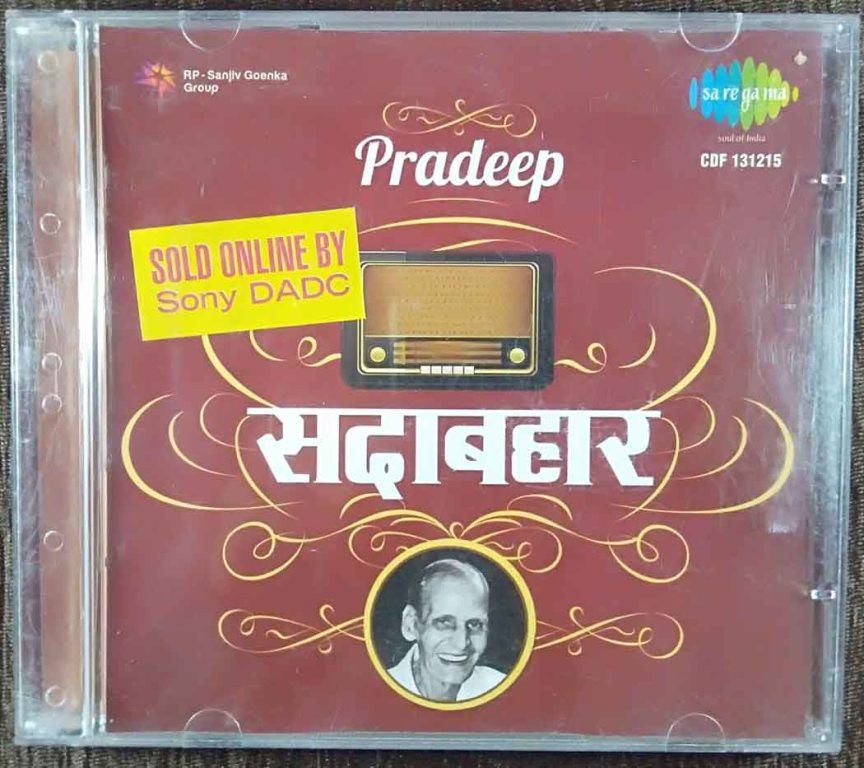 RP-Sanjiv Goenka
Group
sa re ga ma
soul of India
CDF 131215
Pradeep
SOLD ONLINE BY
Sony DADC
सदाबहार